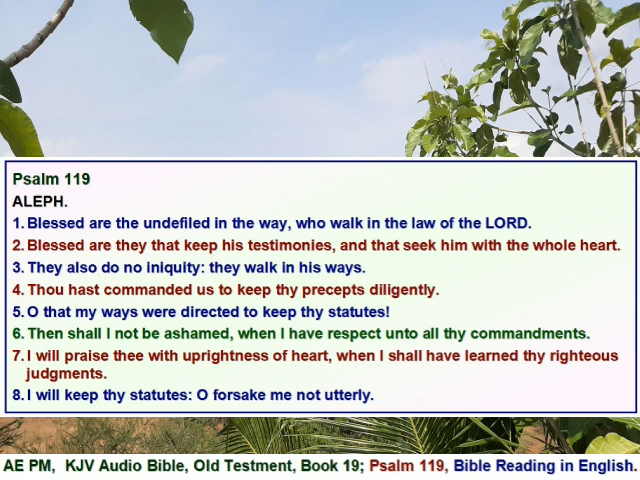 Psalm 119
ALEPH.
1. Blessed are the undefiled in the way, who walk in the law of the LORD.
2. Blessed are they that keep his testimonies, and that seek him with the whole heart.
3. They also do no iniquity: they walk in his ways.
4. Thou hast commanded us to keep thy precepts diligently.
5. O that my ways were directed to keep thy statutes!
6. Then shall I not be ashamed, when I have respect unto all thy commandments.
7. I will praise thee with uprightness of heart, when I shall have learned thy righteous
judgments.
8. I will keep thy statutes: O forsake me not utterly.
AE PM, KJV Audio Bible, Old Testment, Book 19; Psalm 119, Bible Reading in English.